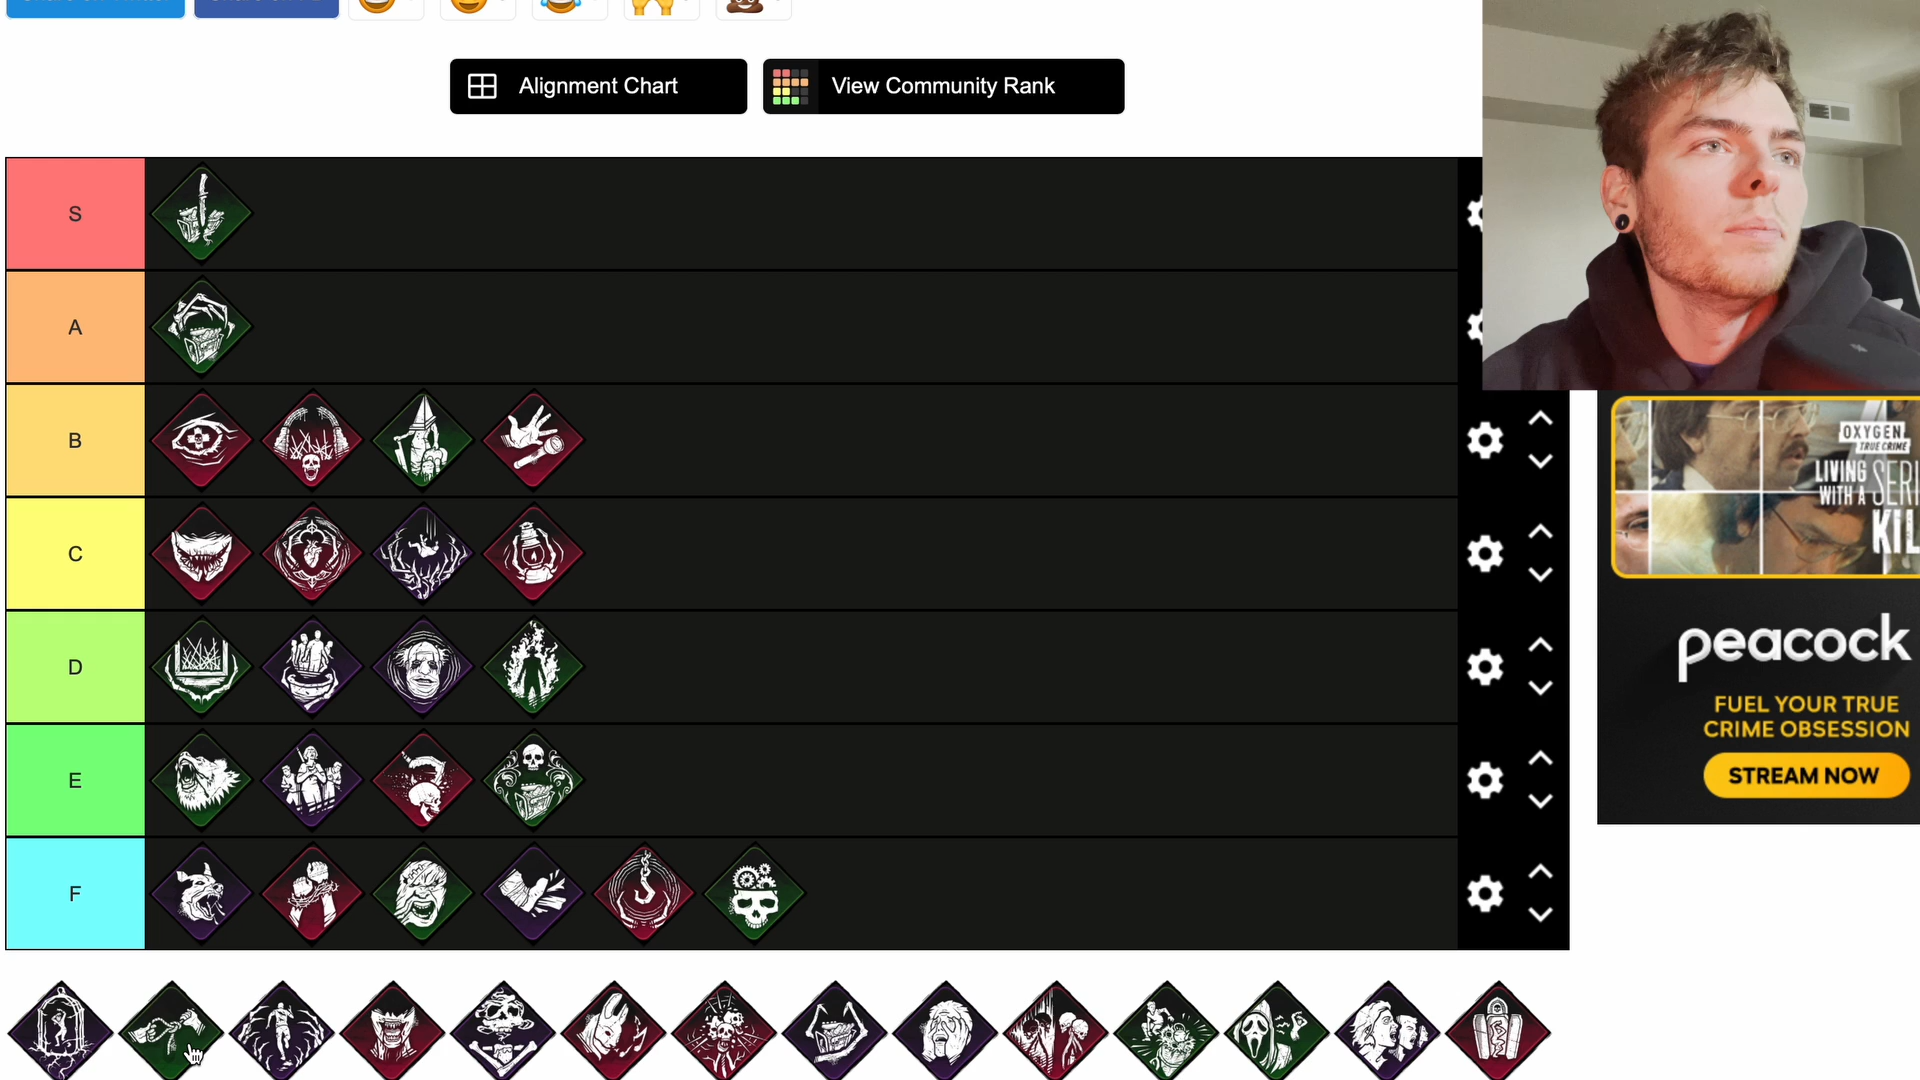 Alignment Chart
View Community Rank
S
A
B
C
D
E
F
OXYGEN
TRUE CRIME
LIVING
WITH A
peacock
FUEL YOUR TRUE
CRIME OBSESSION
STREAM NOW